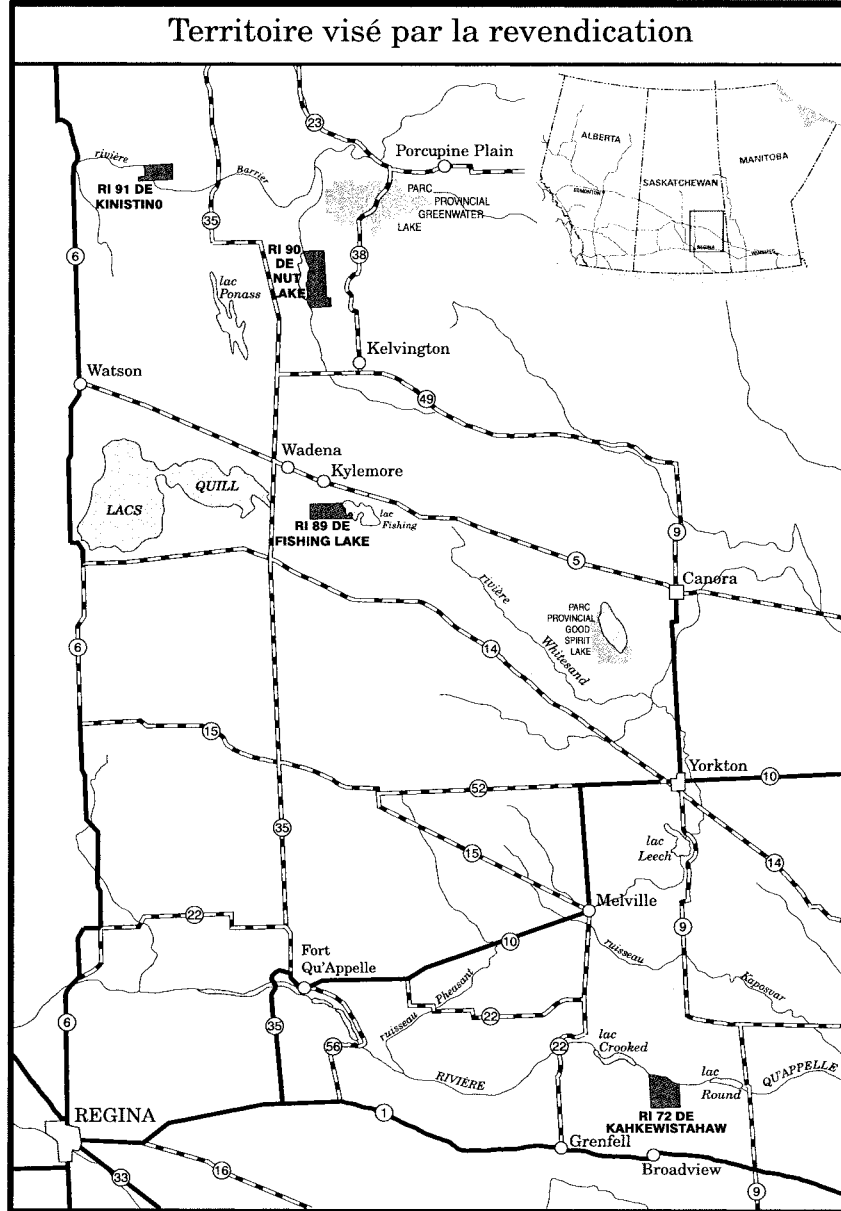 Territoire visé par la revendication
23
Porcupine Plain
ALBERTA
SASKATCHEWAN
MANITOBA
EDMONTON
REGINA
WINNIPEG
rivière
Barrier
RI 91 DE
KINISTINO
PARC
PROVINCIAL
GREENWATER
LAKE
35
6
RI 90
DE
NUT
LAKE
38
lac
Ponass
Kelvington
Watson
49
Wadena
Kylemore
QUILL
LACS
lac
Fishing
RI 89 DE
FISHING LAKE
9
5
Canora
rivière
Whitesand
PARC
PROVINCIAL
GOOD
SPIRIT
LAKE
6
14
15
Yorkton
10
52
35
15
lac
Leech
14
Melville
22
9
10
ruisseau
Kaposvar
Fort
Qu'Appelle
ruisseau
Pheasant
6
35
22
56
22
lac
Crooked
RIVIÈRE
lac
Round
QU'APPELLE
REGINA
1
RI 72 DE
KAHKEWISTAHAW
Grenfell
Broadview
16
33
9